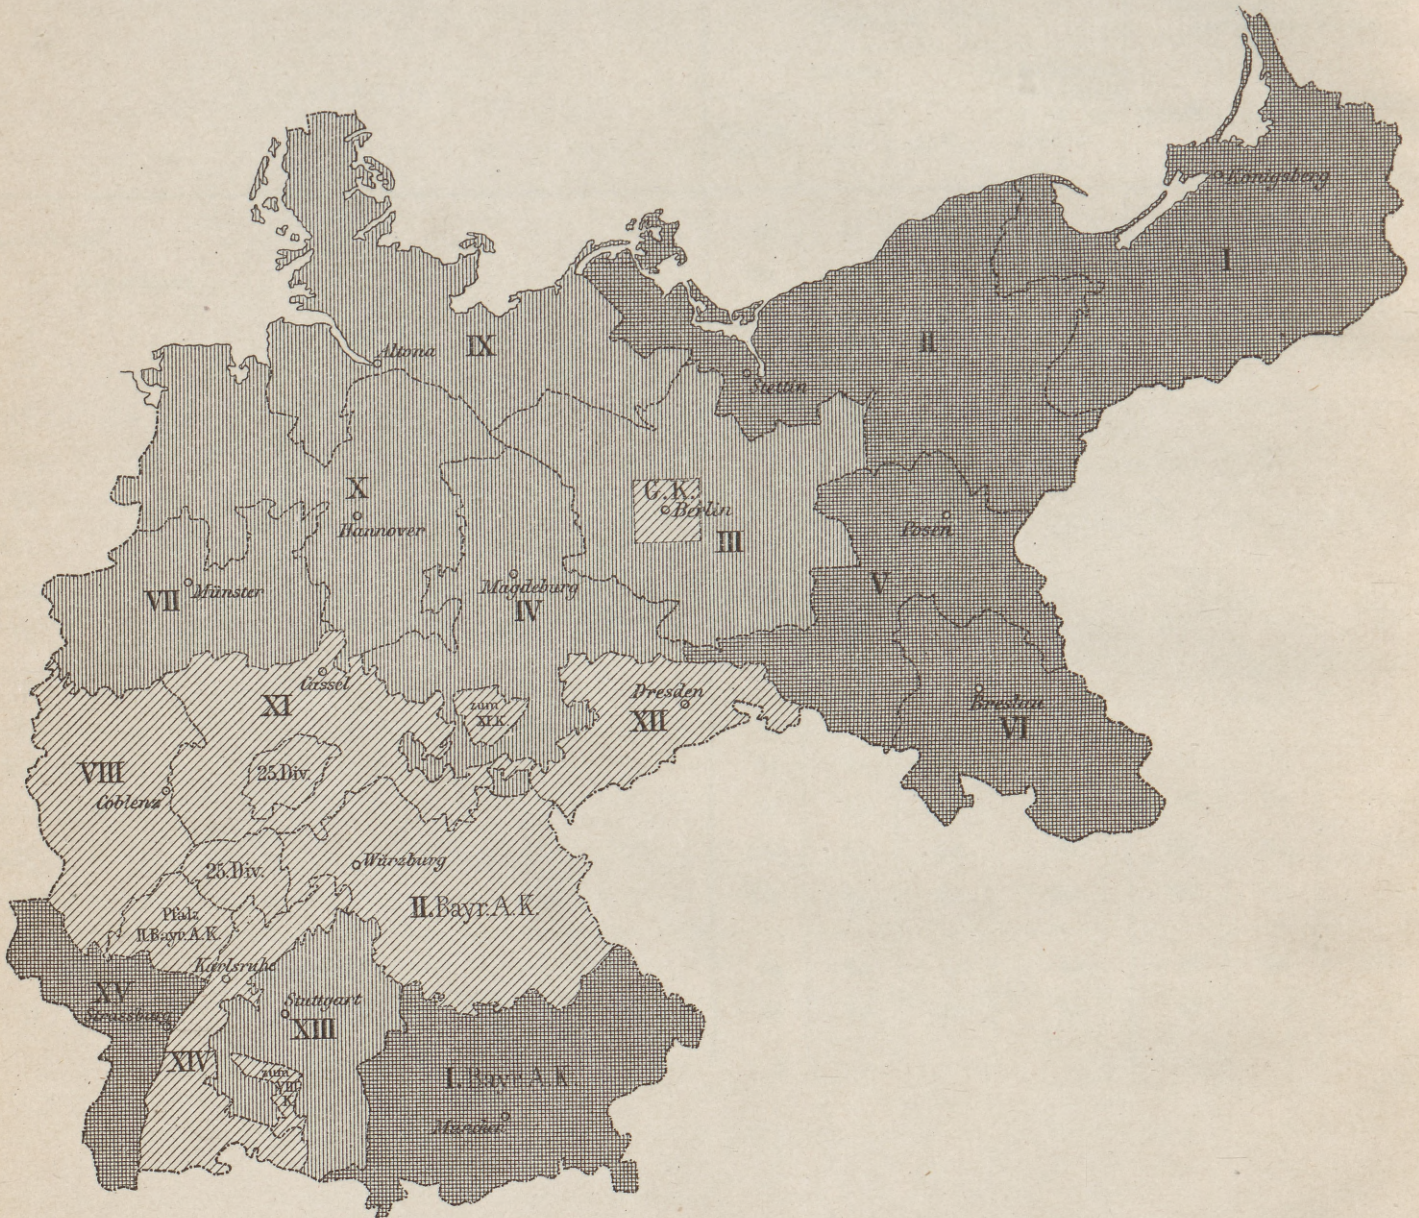 Königsberg
I
II
IX
Altona
Stettin
G.K.
Berlin
III
X
Hannover
Posen
V
VII
Münster
Magdeburg
IV
Cassel
XI
zum
XI.K.
Dresden
XII
Breslau
VI
VIII
Coblenz
25.Div.
25.Div.
Würzburg
II.Bayr.A.K.
Pfalz
II.Bayr.A.K.
Karlsruhe
XV
Strassburg
Stuttgart
XIII
XIV
zum
VIII.
K.
I.Bayr.A.K.
München